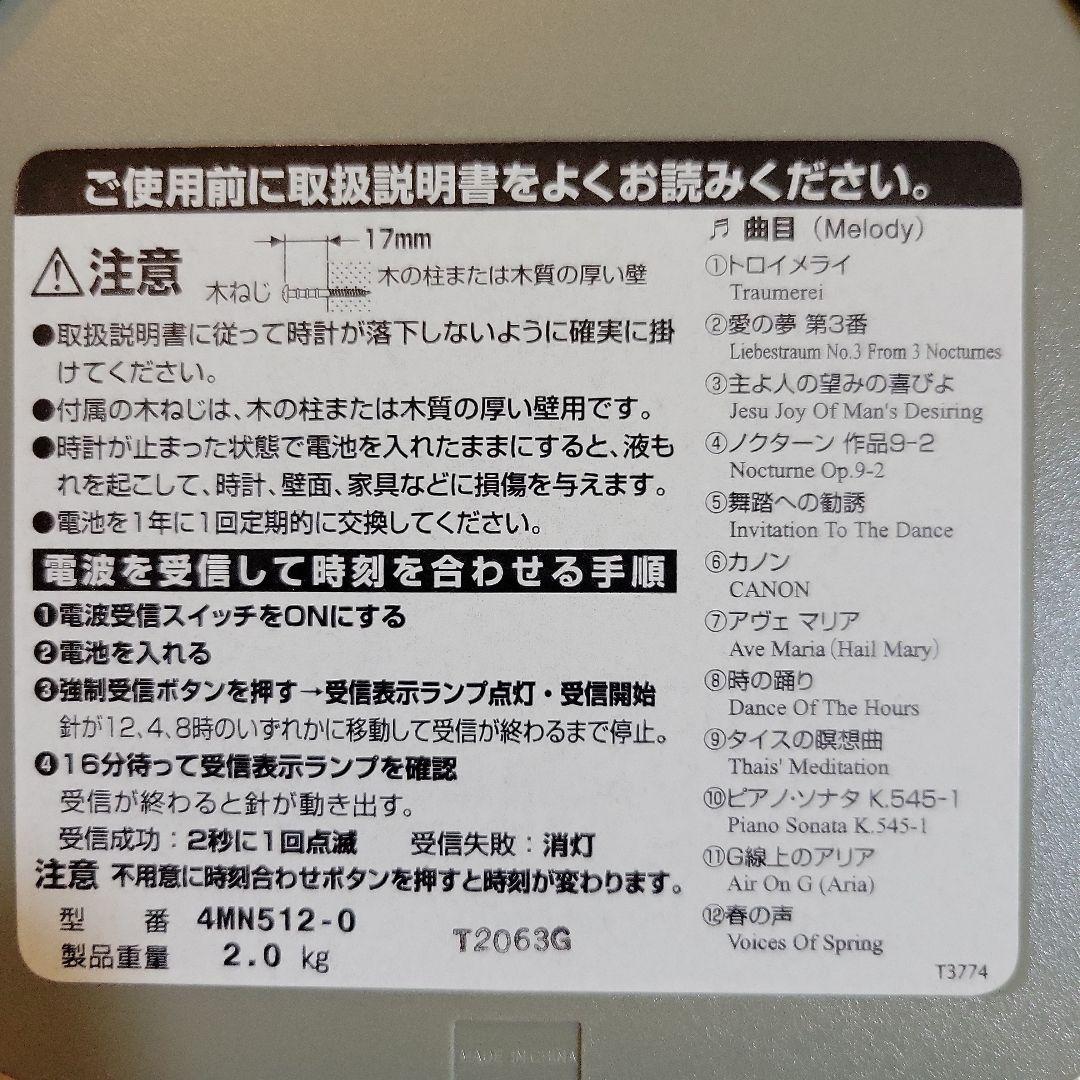 ご使用前に取扱説明書をよくお読みください。
注意
17mm
木ねじ
木の柱または木質の厚い壁
●取扱説明書に従って時計が落下しないように確実に掛
けてください。
●付属の木ねじは、木の柱または木質の厚い壁用です。
●時計が止まった状態で電池を入れたままにすると、液も
れを起こして、時計、壁面、家具などに損傷を与えます。
●電池を1年に1回定期的に交換してください。
電波を受信して時刻を合わせる手順
❶電波受信スイッチをONにする
❷電池を入れる
❸強制受信ボタンを押す→受信表示ランプ点灯・受信開始
針が12、4、8時のいずれかに移動して受信が終わるまで停止。
❹16分待って受信表示ランプを確認
受信が終わると針が動き出す。
受信成功：2秒に1回点滅 受信失敗：消灯
注意 不用意に時刻合わせボタンを押すと時刻が変わります。
型番 4MN512-0
製品重量 2.0 kg
T2063G
♬ 曲目（Melody）
①トロイメライ
Traumerei
②愛の夢 第3番
Liebestraum No.3 From 3 Nocturnes
③主よ人の望みの喜びよ
Jesu Joy Of Man's Desiring
④ノクターン 作品9-2
Nocturne Op.9-2
⑤舞踏への勧誘
Invitation To The Dance
⑥カノン
CANON
⑦アヴェ マリア
Ave Maria (Hail Mary)
⑧時の踊り
Dance Of The Hours
⑨タイスの瞑想曲
Thais' Meditation
⑩ピアノ・ソナタ K.545-1
Piano Sonata K.545-1
⑪G線上のアリア
Air On G (Aria)
⑫春の声
Voices Of Spring
T3774
MADE IN CHINA